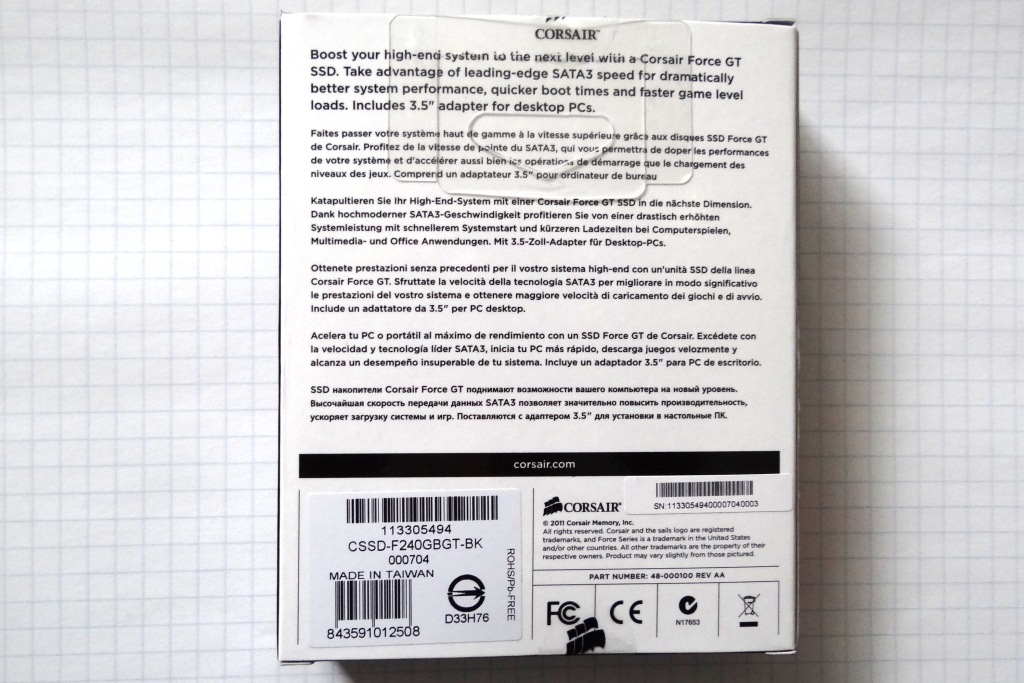 CORSAIR
Boost your high-end system to the next level with a Corsair Force GT
SSD. Take advantage of leading-edge SATA3 speed for dramatically
better system performance, quicker boot times and faster game level
loads. Includes 3.5" adapter for desktop PCs.
Faites passer votre système haut de gamme à la vitesse supérieure grâce aux disques SSD Force GT
de Corsair. Profitez de la vitesse de pointe du SATA3, qui vous permettra de doper les performances
de votre système et d'accélérer aussi bien les opérations de démarrage que le chargement des
niveaux des jeux. Comprend un adaptateur 3.5" pour ordinateur de bureau
Katapultieren Sie Ihr High-End-System mit einer Corsair Force GT SSD in die nächste Dimension.
Dank hochmoderner SATA3-Geschwindigkeit profitieren Sie von einer drastisch erhöhten
Systemleistung mit schnellerem Systemstart und kürzeren Ladezeiten bei Computerspielen,
Multimedia- und Office Anwendungen. Mit 3.5-Zoll-Adapter für Desktop-PCs.
Ottenete prestazioni senza precedenti per il vostro sistema high-end con un'unità SSD della linea
Corsair Force GT. Sfruttate la velocità della tecnologia SATA3 per migliorare in modo significativo
le prestazioni del vostro sistema e ottenere maggiore velocità di caricamento dei giochi e di avvio.
Include un adattatore da 3.5" per PC desktop.
Acelera tu PC o portátil al máximo de rendimiento con un SSD Force GT de Corsair. Excédete con
la velocidad y tecnología líder SATA3, inicia tu PC más rápido, descarga juegos velozmente y
alcanza un desempeño insuperable de tu sistema. Incluye un adaptador 3.5" para PC de escritorio.
SSD накопители Corsair Force GT поднимают возможности вашего компьютера на новый уровень.
Высочайшая скорость передачи данных SATA3 позволяет значительно повысить производительность,
ускоряет загрузку системы и игр. Поставляются с адаптером 3.5" для установки в настольные ПК.
corsair.com
113305494
CSSD-F240GBGT-BK
000704
MADE IN TAIWAN
D33H76
843591012508
ROHS/Pb-FREE
CORSAIR
SN:11330549400007040003
© 2011 Corsair Memory, Inc.
All rights reserved. Corsair and the sails logo are registered
trademarks, and Force Series is a trademark in the United States
and/or other countries. All other trademarks are the property of their
respective owners. Product may vary slightly from those pictured.
PART NUMBER: 48-000100 REV AA
FC CE
N17653